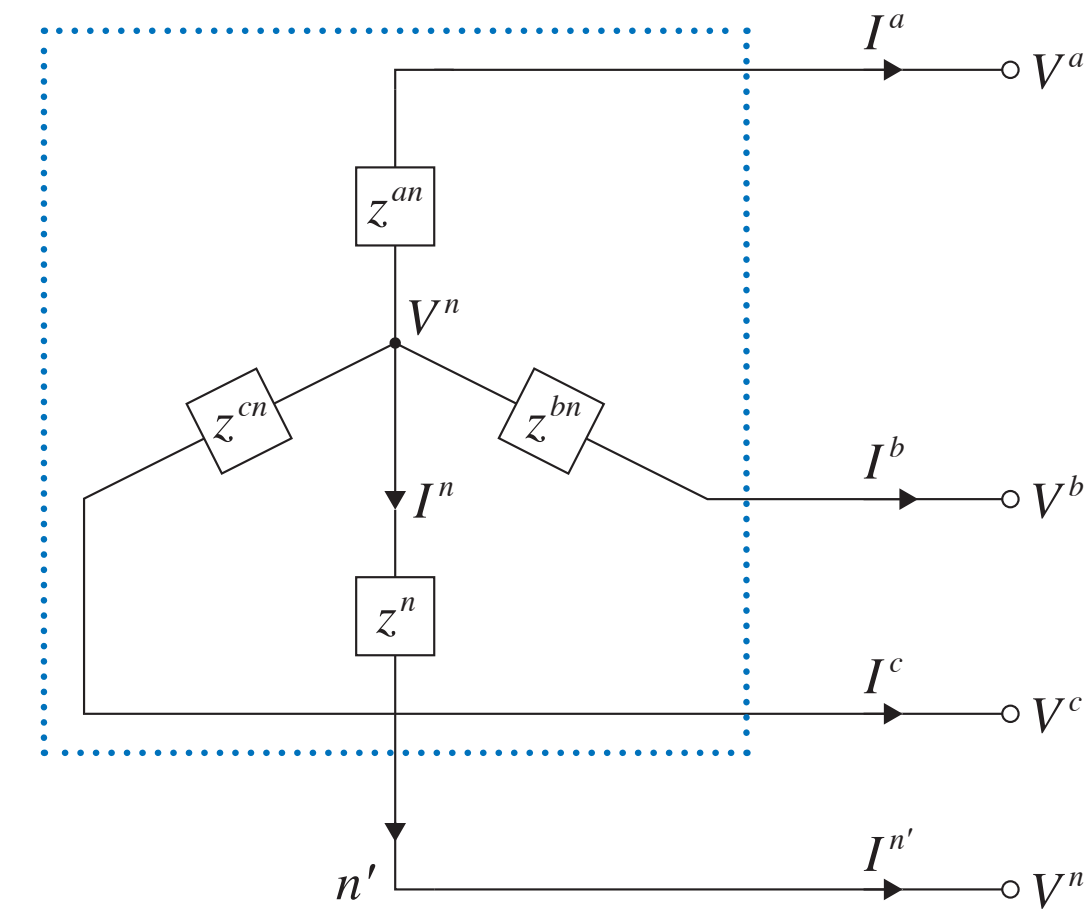 I^a
V^a
z^{an}
V^n
z^{cn}
z^{bn}
I^b
V^b
I^n
z^n
I^c
V^c
I^{n'}
n'
V^n